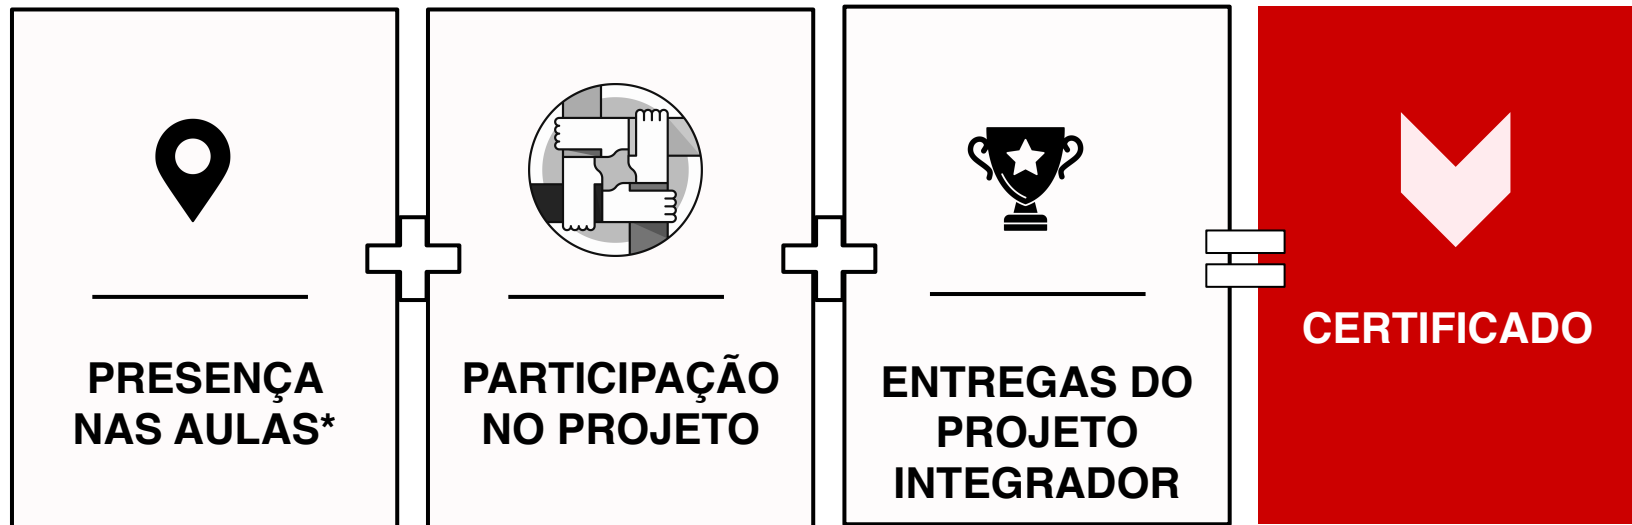 PRESENÇA
NAS AULAS*
PARTICIPAÇÃO
NO PROJETO
ENTREGAS DO
PROJETO
INTEGRADOR
CERTIFICADO